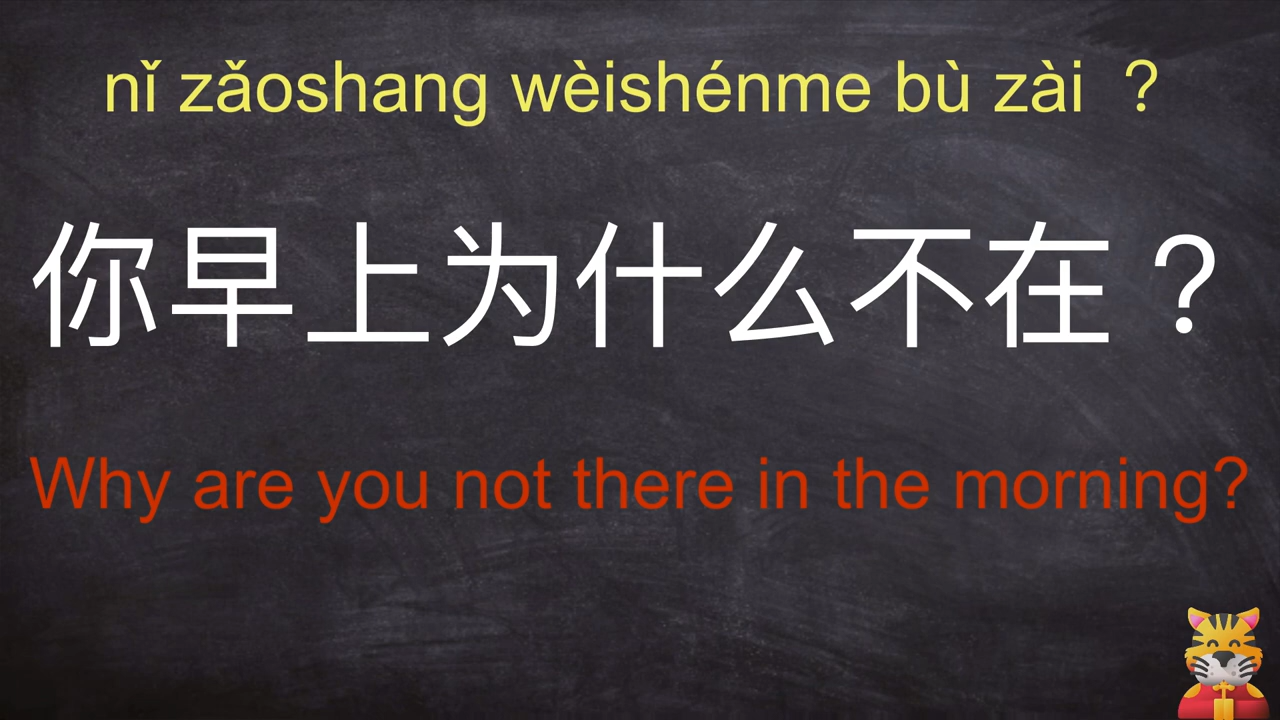 nǐ zǎoshang wèishénme bù zài ？
你早上为什么不在？
Why are you not there in the morning?